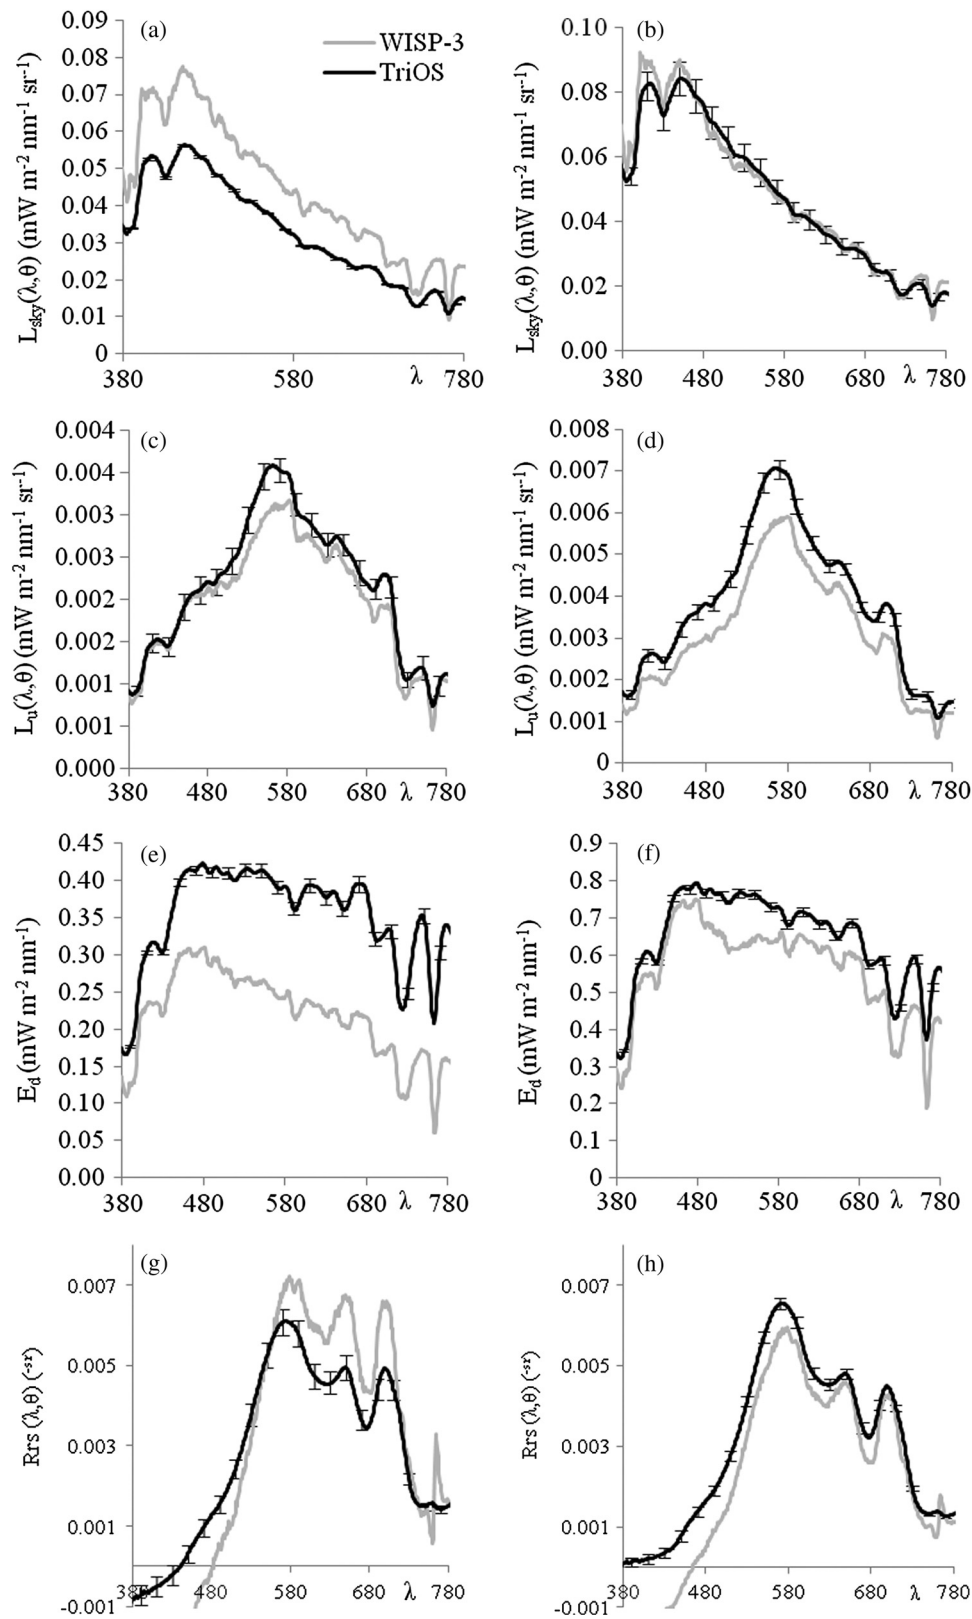 (a)
WISP-3
TriOS
0.09
0.08
0.07
0.06
0.05
0.04
0.03
0.02
0.01
0
380 580 λ 780
Lsky(λ,θ) (mW m-2 nm-1 sr-1)
(b)
0.10
0.08
0.06
0.04
0.02
0.00
380 480 580 680 λ 780
Lsky(λ,θ) (mW m-2 nm-1 sr-1)
(c)
0.004
0.004
0.003
0.003
0.002
0.002
0.001
0.001
0.000
380 480 580 680 λ 780
Lu(λ,θ) (mW m-2 nm-1 sr-1)
(d)
0.008
0.007
0.006
0.005
0.004
0.003
0.002
0.001
0
380 480 580 680 λ 780
Lu(λ,θ) (mW m-2 nm-1 sr-1)
(e)
0.45
0.40
0.35
0.30
0.25
0.20
0.15
0.10
0.05
0.00
380 480 580 680 λ 780
Ed (mW m-2 nm-1)
(f)
0.9
0.8
0.7
0.6
0.5
0.4
0.3
0.2
0.1
0
380 480 580 680 λ 780
Ed (mW m-2 nm-1)
(g)
0.007
0.005
0.003
0.001
-0.001
380 480 580 680 λ 780
Rrs (λ,θ) (-sr)
(h)
0.007
0.005
0.003
0.001
-0.001
380 480 580 680 λ 780
Rrs (λ,θ) (-sr)